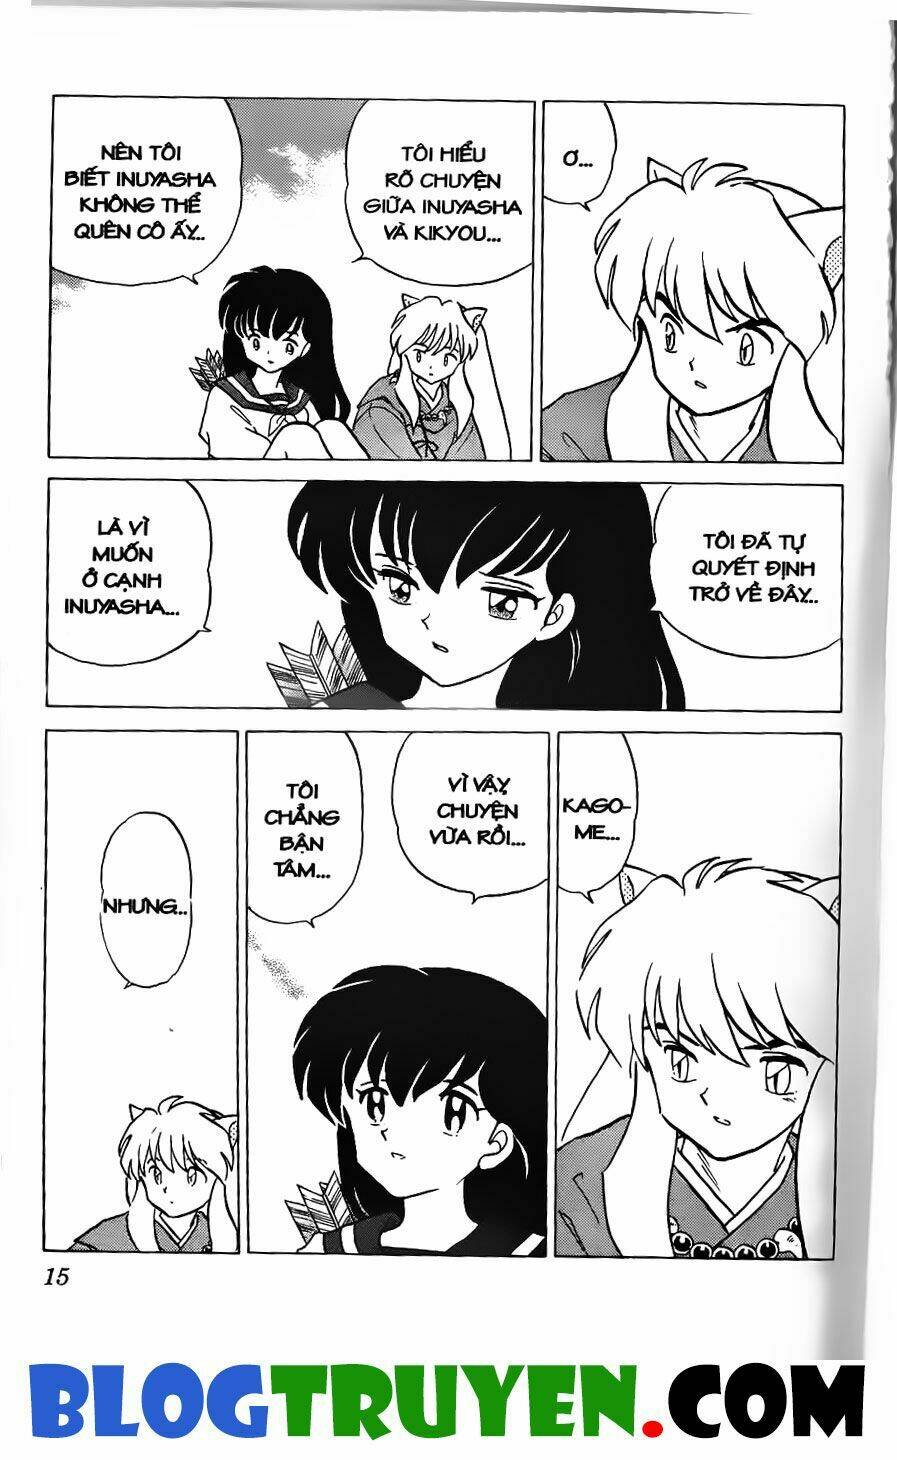 Ơ...
TÔI HIỂU
RÕ CHUYỆN
GIỮA INUYASHA
VÀ KIKYOU...
NÊN TÔI
BIẾT INUYASHA
KHÔNG THỂ
QUÊN CÔ ẤY...
TÔI ĐÃ TỰ
QUYẾT ĐỊNH
TRỞ VỀ ĐÂY...
LÀ VÌ
MUỐN
Ở CẠNH
INUYASHA...
KAGO-
ME...
VÌ VẬY,
CHUYỆN
VỪA RỒI...
TÔI
CHẲNG
BẬN
TÂM...
NHƯNG...
15
BLOGTRUYEN.COM